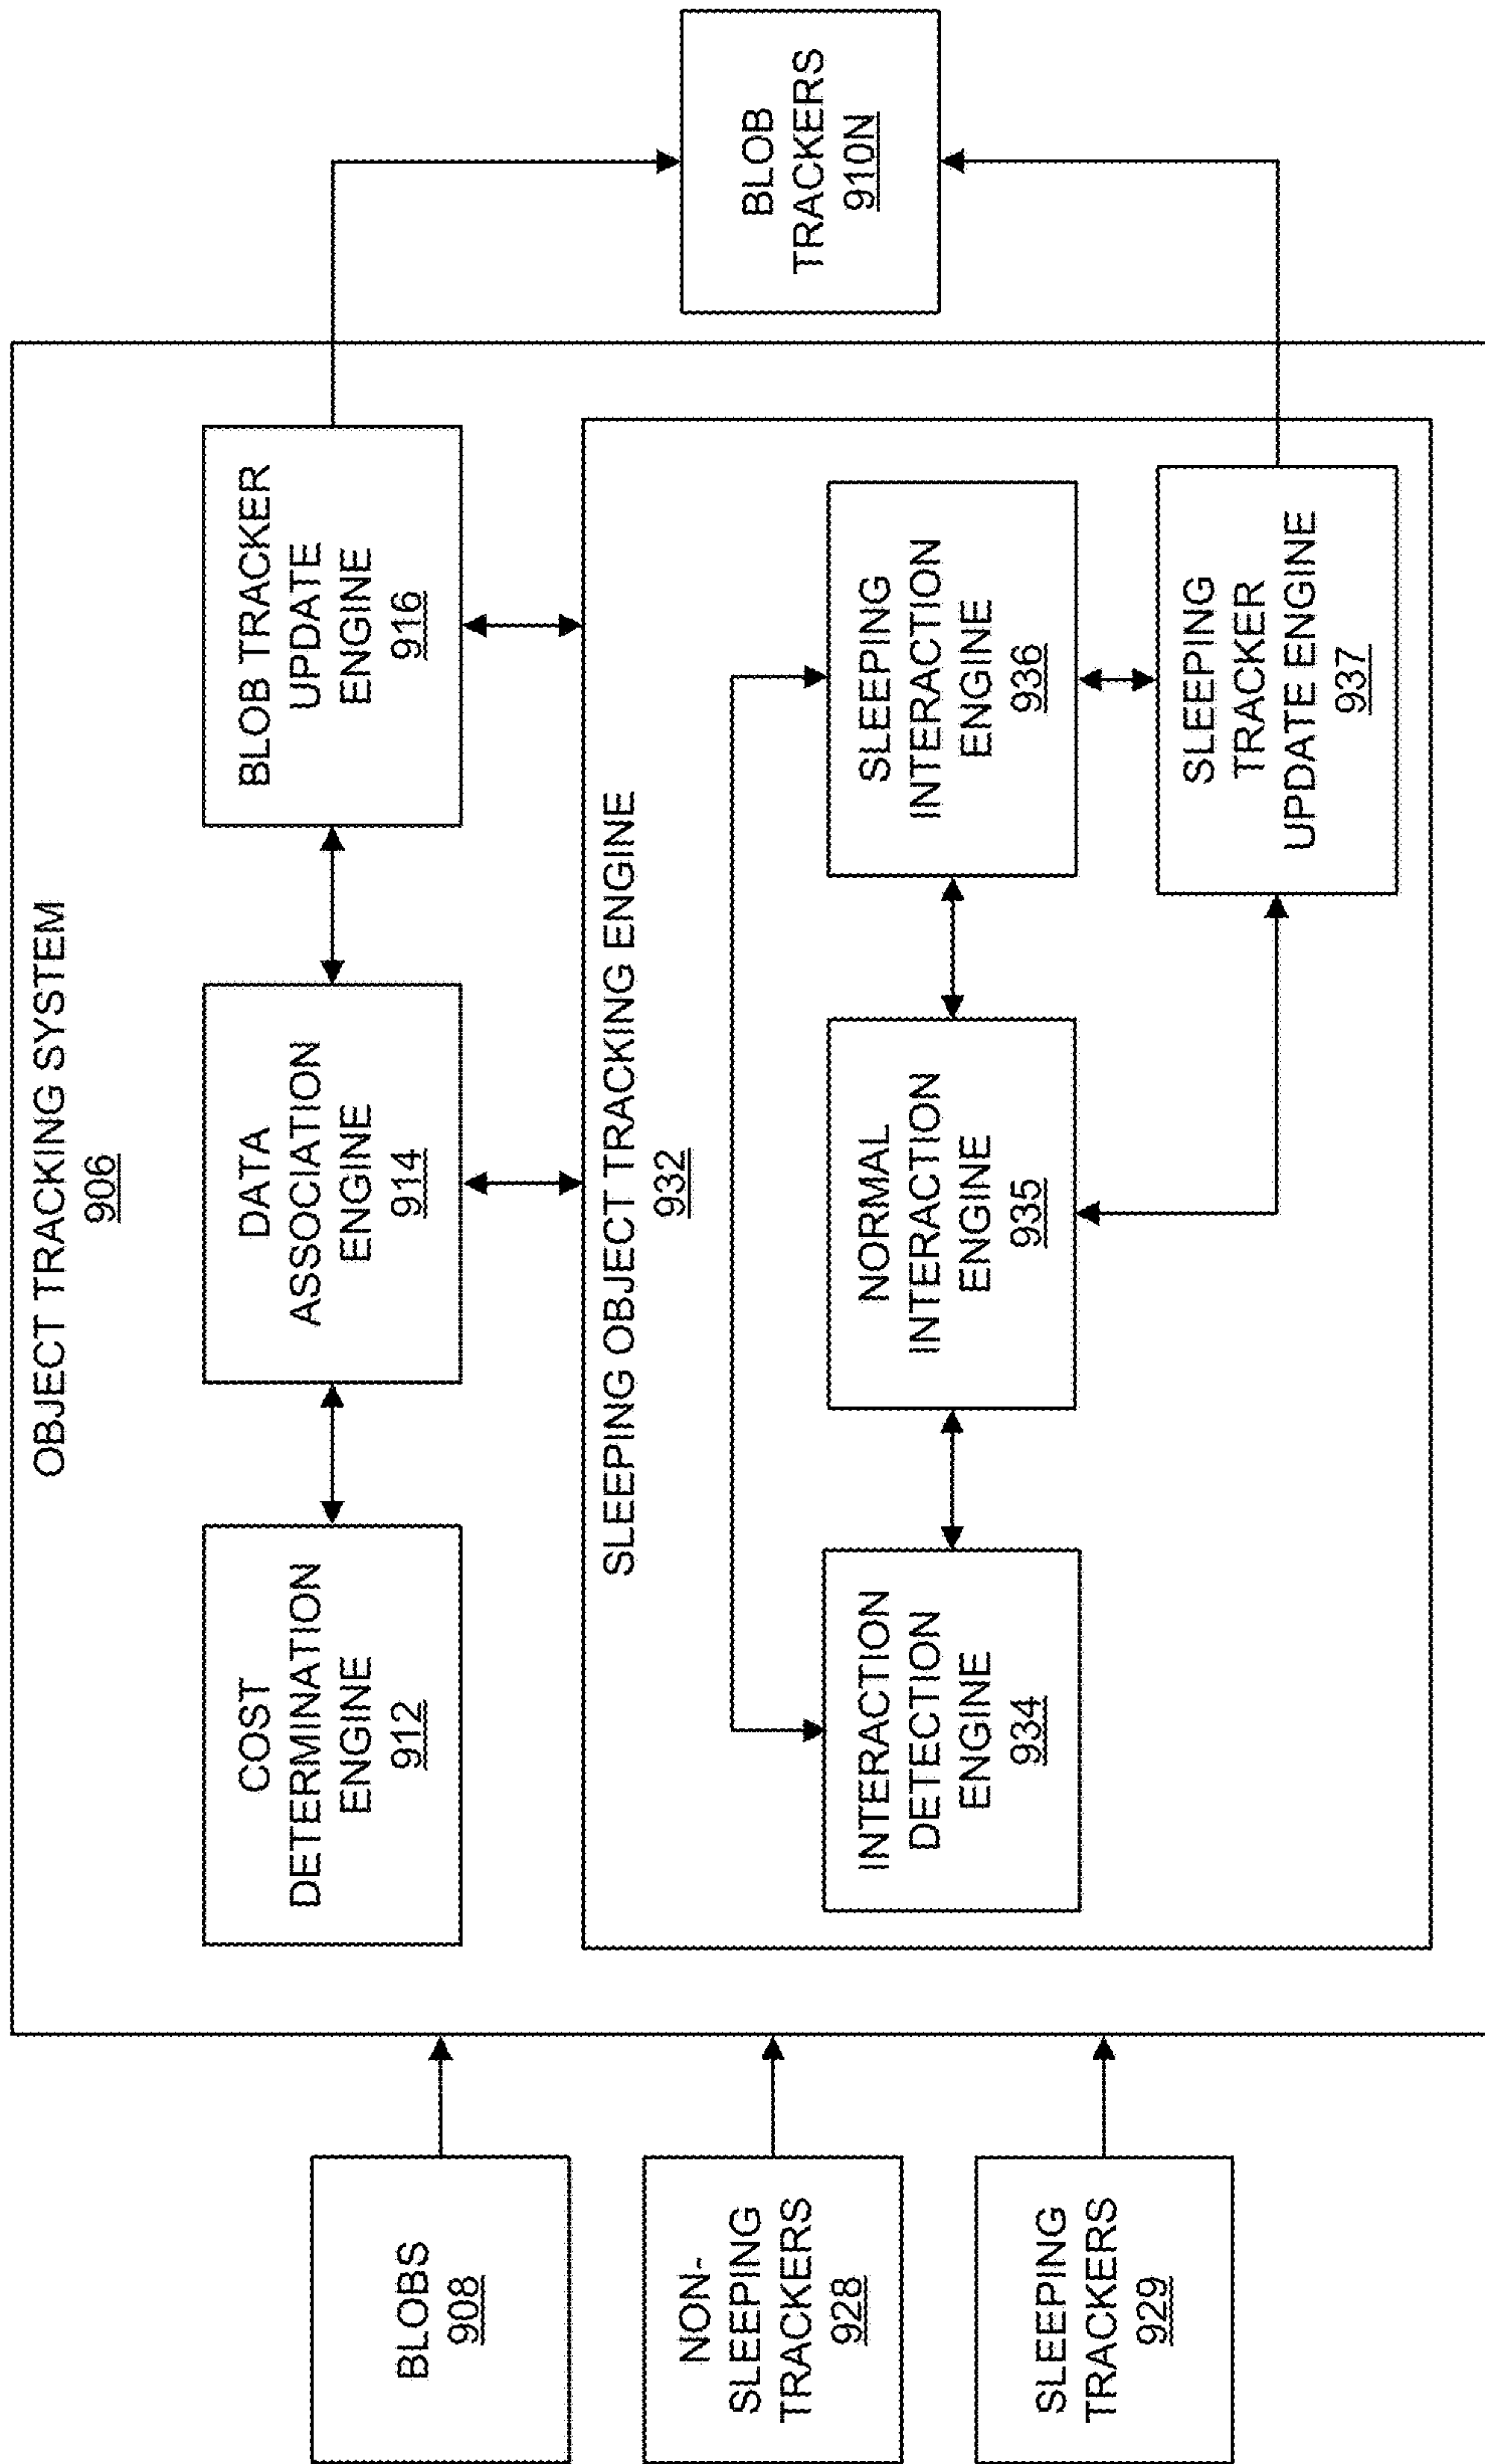 OBJECT TRACKING SYSTEM
906
BLOBS
908
NON-
SLEEPING
TRACKERS
928
SLEEPING
TRACKERS
929
COST
DETERMINATION
ENGINE
912
DATA
ASSOCIATION
ENGINE
914
BLOB TRACKER
UPDATE
ENGINE
916
SLEEPING OBJECT TRACKING ENGINE
932
INTERACTION
DETECTION
ENGINE
934
NORMAL
INTERACTION
ENGINE
935
SLEEPING
INTERACTION
ENGINE
936
SLEEPING
TRACKER
UPDATE ENGINE
937
BLOB
TRACKERS
910N